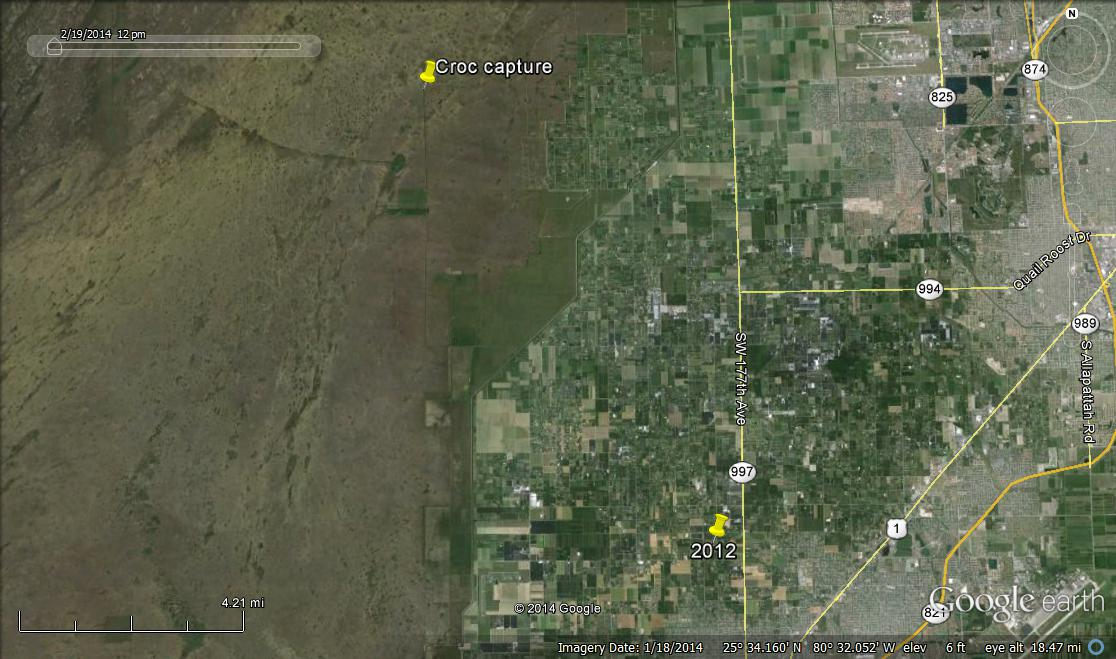 2/19/2014 12 pm
N
Croc capture
874
825
Quail Roost Dr
994
989
SW 177th Ave
S Allapattah Rd
997
1
2012
4.21 mi
© 2014 Google
821
Google earth
Imagery Date: 1/18/2014 25° 34.160' N 80° 32.052' W elev 6 ft eye alt 18.47 mi